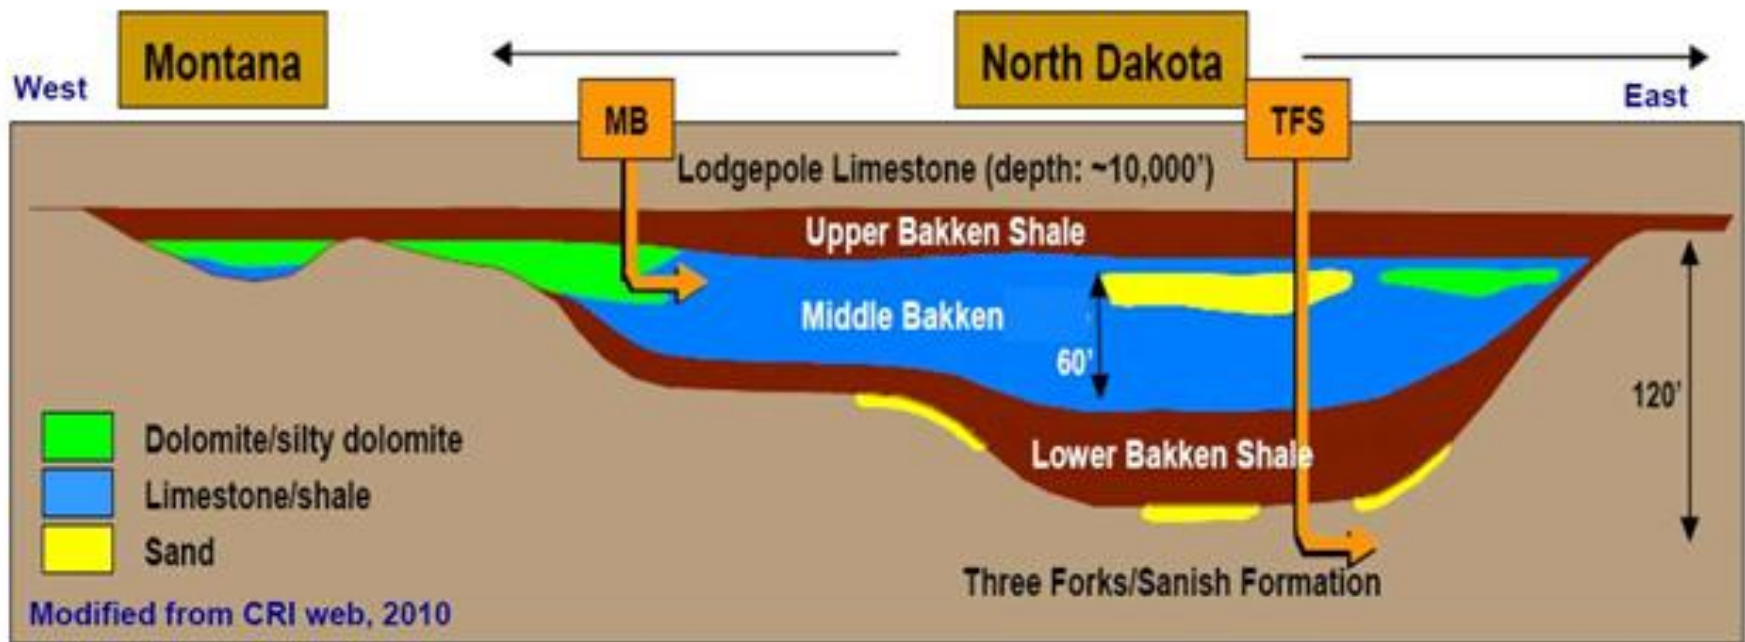 Montana
North Dakota
West
East
MB
TFS
Lodgepole Limestone (depth: ~10,000’)
Upper Bakken Shale
Middle Bakken
60’
120’
Lower Bakken Shale
Dolomite/silty dolomite
Limestone/shale
Sand
Three Forks/Sanish Formation
Modified from CRI web, 2010